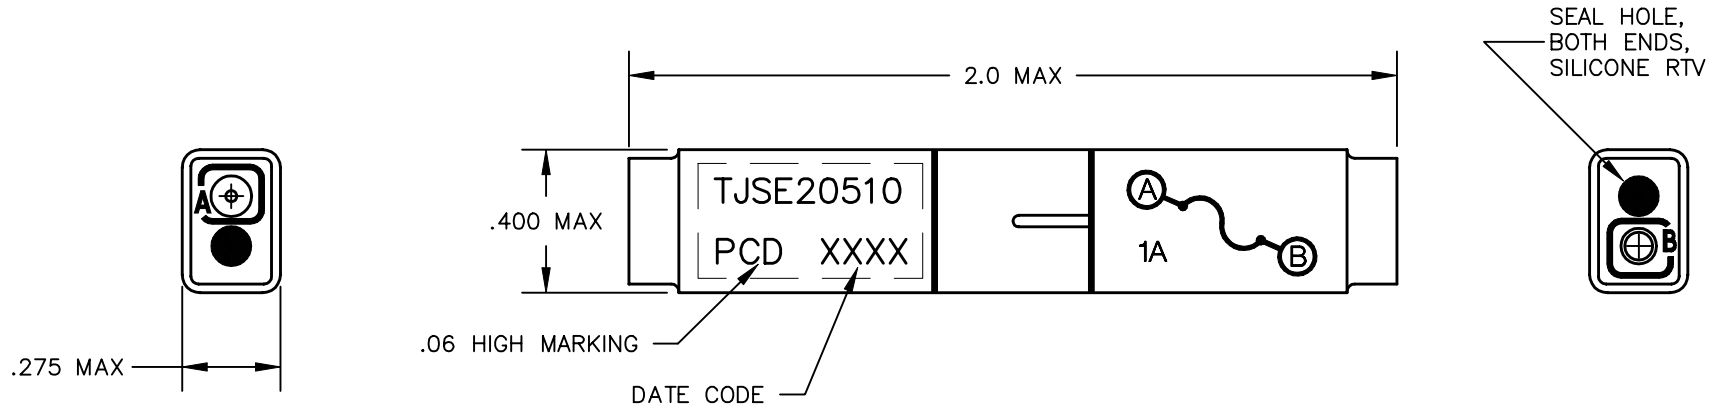 SEAL HOLE,
BOTH ENDS,
SILICONE RTV
2.0 MAX
.400 MAX
TJSE20510
PCD XXXX
1A
A
B
A
B
.06 HIGH MARKING
DATE CODE
.275 MAX